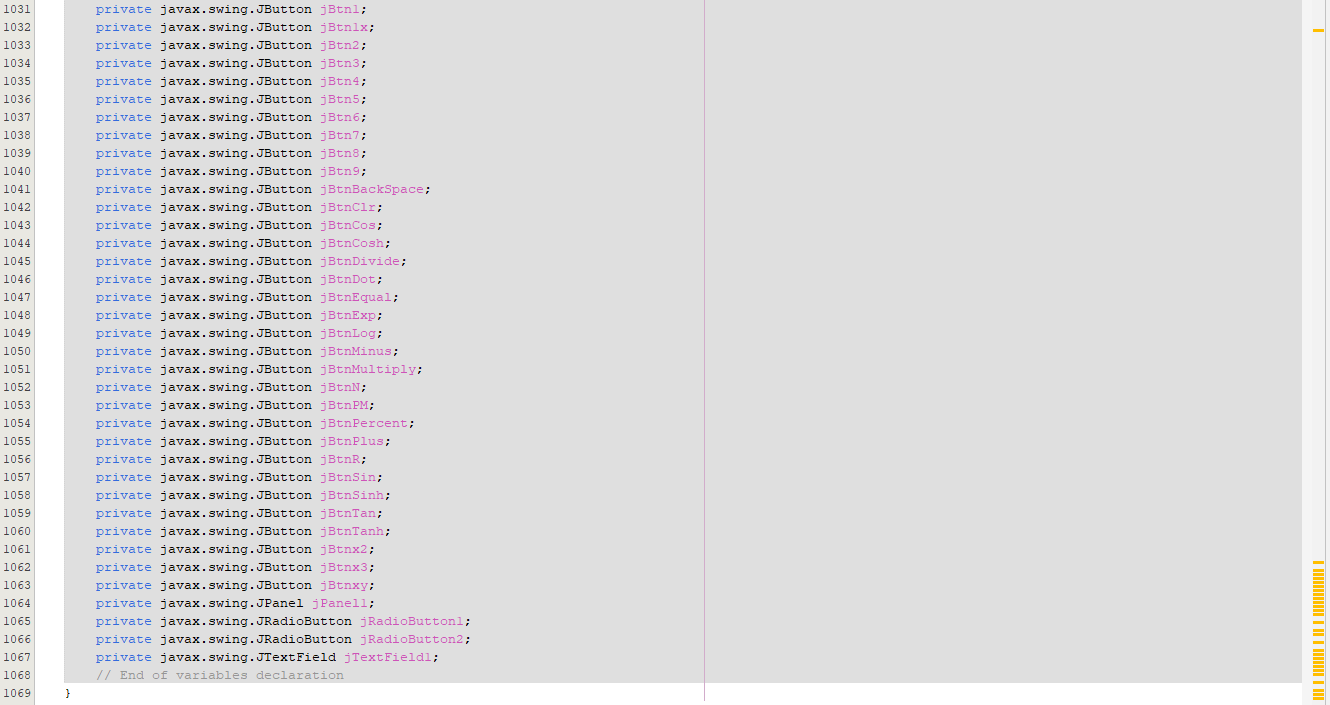 1031 private javax.swing.JButton jBtn1;
1032 private javax.swing.JButton jBtn1x;
1033 private javax.swing.JButton jBtn2;
1034 private javax.swing.JButton jBtn3;
1035 private javax.swing.JButton jBtn4;
1036 private javax.swing.JButton jBtn5;
1037 private javax.swing.JButton jBtn6;
1038 private javax.swing.JButton jBtn7;
1039 private javax.swing.JButton jBtn8;
1040 private javax.swing.JButton jBtn9;
1041 private javax.swing.JButton jBtnBackSpace;
1042 private javax.swing.JButton jBtnClr;
1043 private javax.swing.JButton jBtnCos;
1044 private javax.swing.JButton jBtnCosh;
1045 private javax.swing.JButton jBtnDivide;
1046 private javax.swing.JButton jBtnDot;
1047 private javax.swing.JButton jBtnEqual;
1048 private javax.swing.JButton jBtnExp;
1049 private javax.swing.JButton jBtnLog;
1050 private javax.swing.JButton jBtnMinus;
1051 private javax.swing.JButton jBtnMultiply;
1052 private javax.swing.JButton jBtnN;
1053 private javax.swing.JButton jBtnPM;
1054 private javax.swing.JButton jBtnPercent;
1055 private javax.swing.JButton jBtnPlus;
1056 private javax.swing.JButton jBtnR;
1057 private javax.swing.JButton jBtnSin;
1058 private javax.swing.JButton jBtnSinh;
1059 private javax.swing.JButton jBtnTan;
1060 private javax.swing.JButton jBtnTanh;
1061 private javax.swing.JButton jBtnx2;
1062 private javax.swing.JButton jBtnx3;
1063 private javax.swing.JButton jBtnxy;
1064 private javax.swing.JPanel jPanel1;
1065 private javax.swing.JRadioButton jRadioButton1;
1066 private javax.swing.JRadioButton jRadioButton2;
1067 private javax.swing.JTextField jTextField1;
1068 // End of variables declaration
1069 }